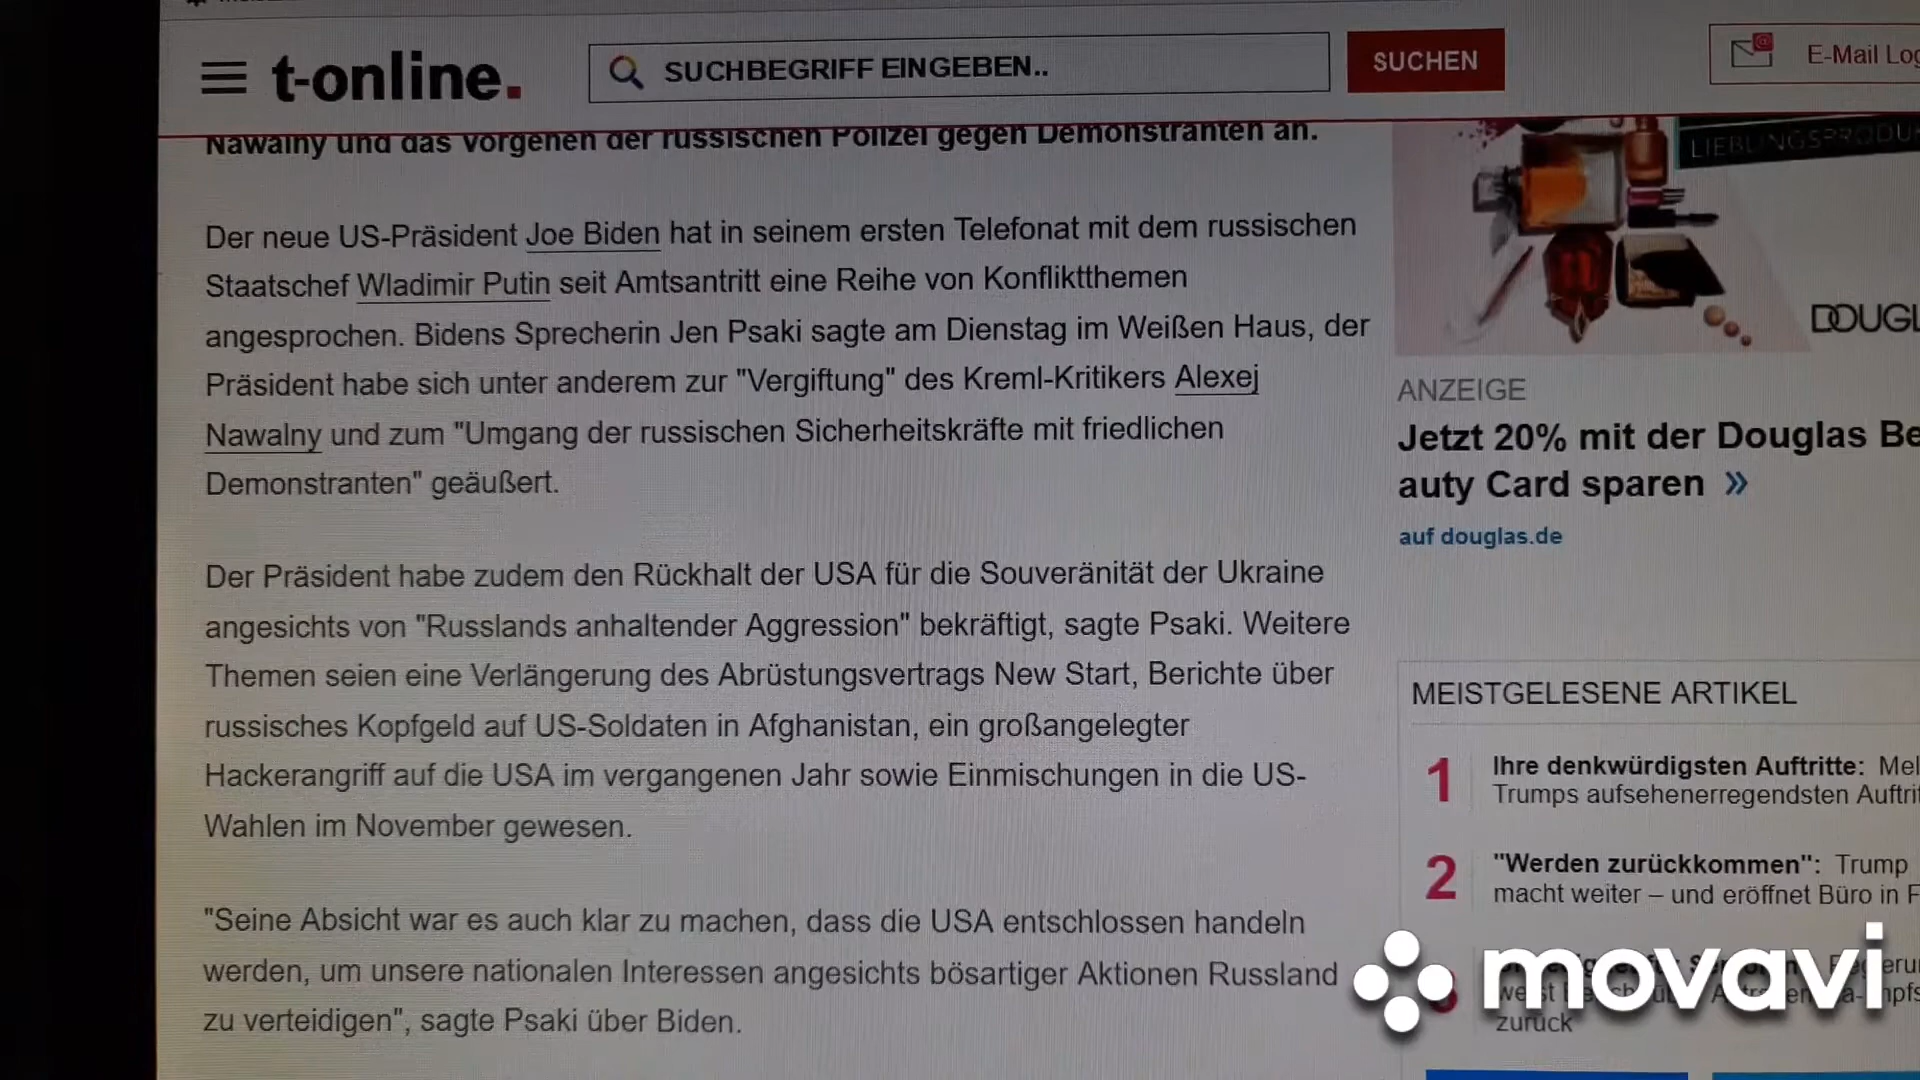 t-online.
SUCHBEGRIFF EINGEBEN..
SUCHEN
E-Mail
Nawalny und das Vorgehen der russischen Polizei gegen Demonstranten an.
Der neue US-Präsident Joe Biden hat in seinem ersten Telefonat mit dem russischen
Staatschef Wladimir Putin seit Amtsantritt eine Reihe von Konfliktthemen
angesprochen. Bidens Sprecherin Jen Psaki sagte am Dienstag im Weißen Haus, der
Präsident habe sich unter anderem zur "Vergiftung" des Kreml-Kritikers Alexej
Nawalny und zum "Umgang der russischen Sicherheitskräfte mit friedlichen
Demonstranten" geäußert.
Der Präsident habe zudem den Rückhalt der USA für die Souveränität der Ukraine
angesichts von "Russlands anhaltender Aggression" bekräftigt, sagte Psaki. Weitere
Themen seien eine Verlängerung des Abrüstungsvertrags New Start, Berichte über
russisches Kopfgeld auf US-Soldaten in Afghanistan, ein großangelegter
Hackerangriff auf die USA im vergangenen Jahr sowie Einmischungen in die US-
Wahlen im November gewesen.
"Seine Absicht war es auch klar zu machen, dass die USA entschlossen handeln
werden, um unsere nationalen Interessen angesichts bösartiger Aktionen Russland
zu verteidigen", sagte Psaki über Biden.
LIEBLINGSPRODU
DOUGL
ANZEIGE
Jetzt 20% mit der Douglas Be
auty Card sparen »
auf douglas.de
MEISTGELESENE ARTIKEL
1
Ihre denkwürdigsten Auftritte: Mel
Trumps aufsehenerregendsten Auftrit
2
"Werden zurückkommen": Trump
macht weiter – und eröffnet Büro in F
zurück
movavi